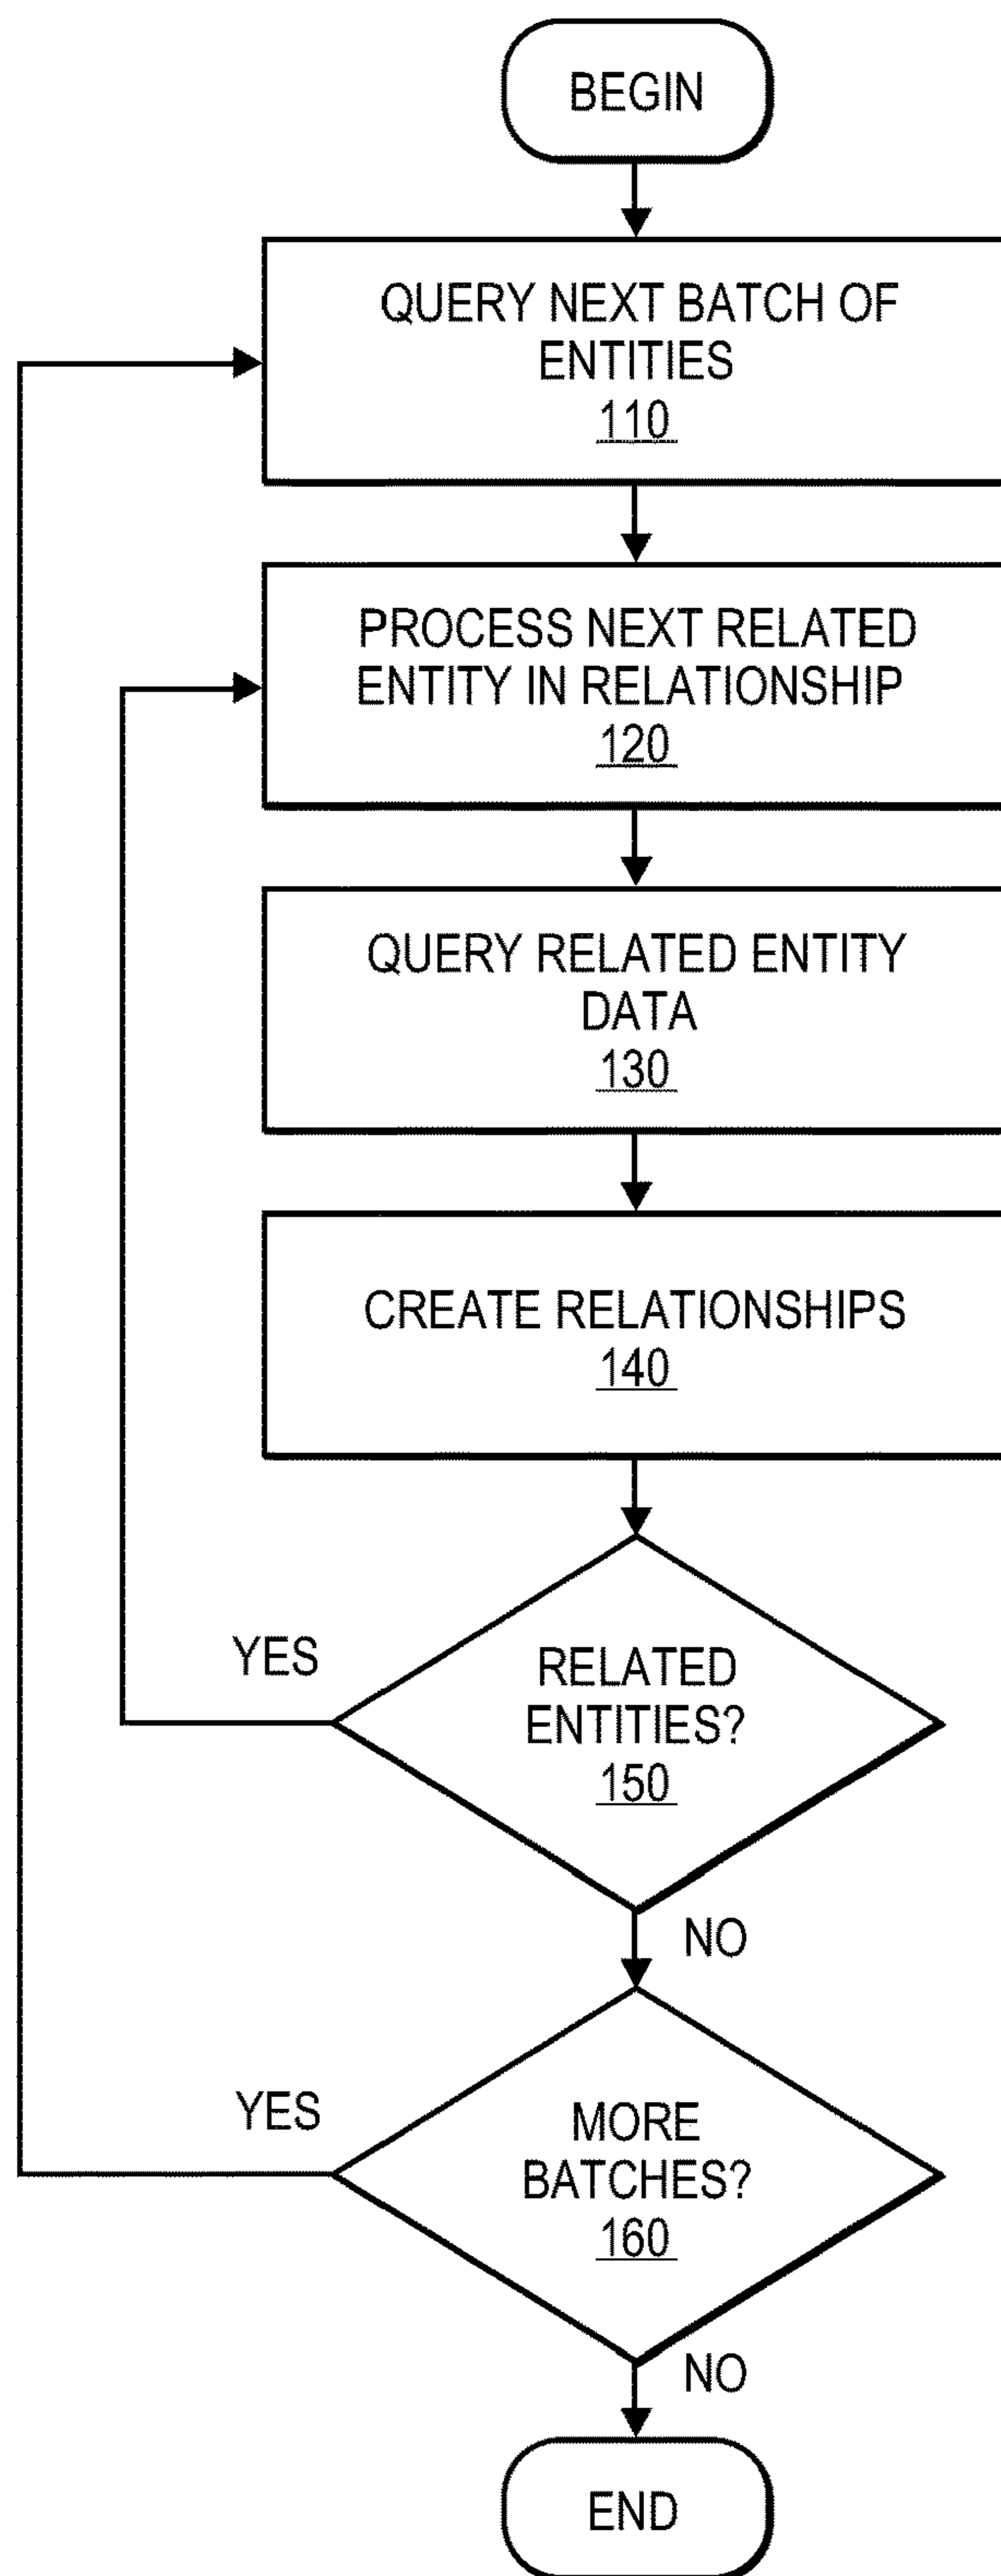 BEGIN
QUERY NEXT BATCH OF
ENTITIES
110
PROCESS NEXT RELATED
ENTITY IN RELATIONSHIP
120
QUERY RELATED ENTITY
DATA
130
CREATE RELATIONSHIPS
140
YES
RELATED
ENTITIES?
150
NO
YES
MORE
BATCHES?
160
NO
END